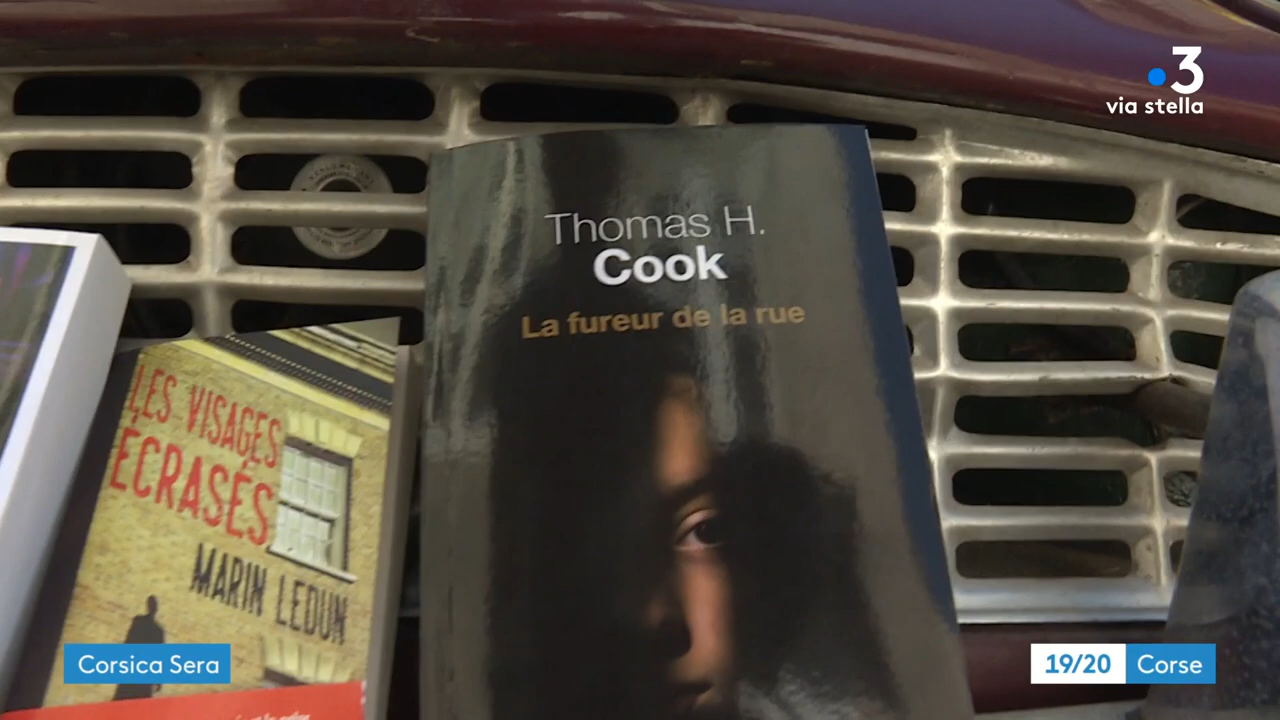 3
via stella
Thomas H.
Cook
La fureur de la rue
LES VISAGES
ÉCRASÉS
MARIN LEDUN
Corsica Sera
19/20 Corse